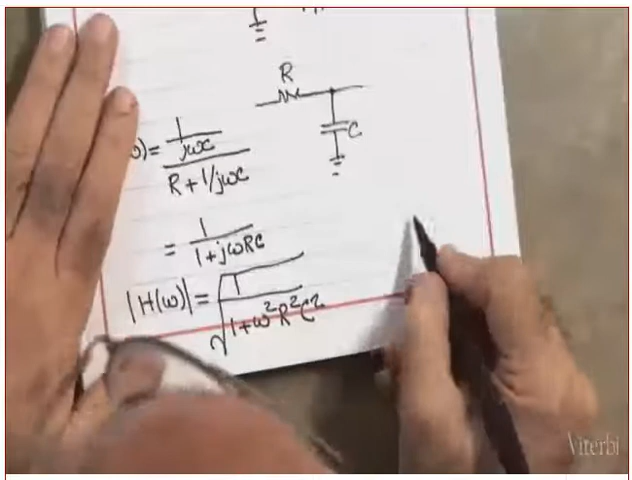 R
C
ω) = 1/jωc / R + 1/jωc
= 1 / 1 + jωRC
|H(ω)| = √1 / 1 + ω²R²C²
Viterbi